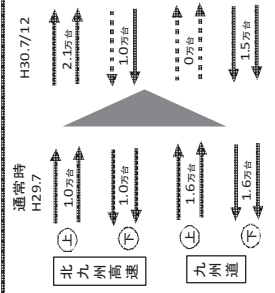 通常時
H29.7
H30.7/12
北九州高速
上
1.0万台
2.1万台
下
1.0万台
1.0万台
九州道
上
1.6万台
0万台
下
1.6万台
1.5万台